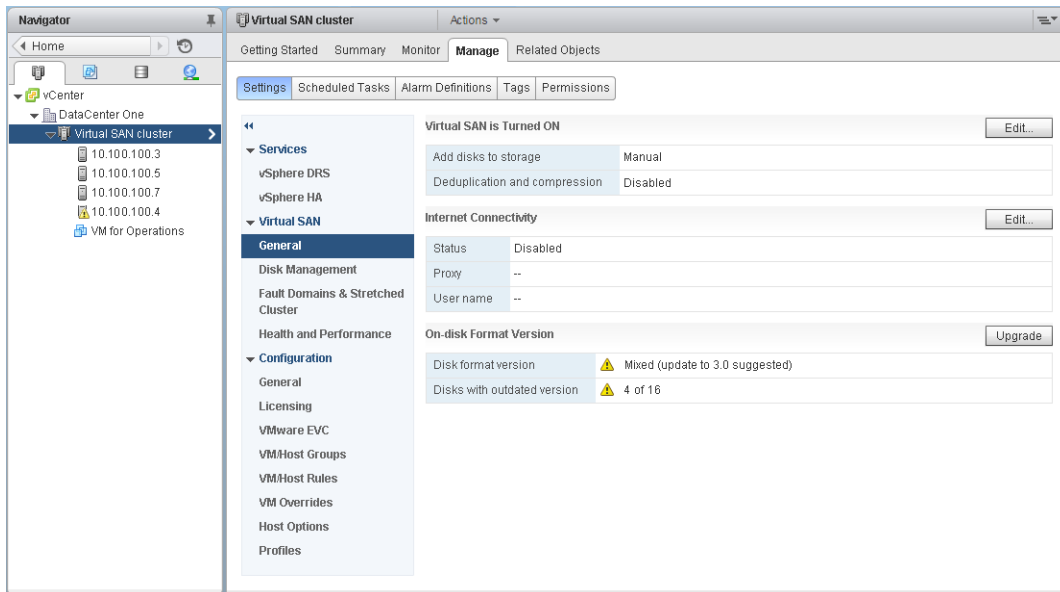 Navigator
Home
vCenter
DataCenter One
Virtual SAN cluster
10.100.100.3
10.100.100.5
10.100.100.7
10.100.100.4
VM for Operations
Virtual SAN cluster Actions
Getting Started Summary Monitor Manage Related Objects
Settings Scheduled Tasks Alarm Definitions Tags Permissions
Services
vSphere DRS
vSphere HA
Virtual SAN
General
Disk Management
Fault Domains & Stretched
Cluster
Health and Performance
Configuration
General
Licensing
VMware EVC
VM/Host Groups
VM/Host Rules
VM Overrides
Host Options
Profiles
Virtual SAN is Turned ON Edit...
Add disks to storage Manual
Deduplication and compression Disabled
Internet Connectivity Edit...
Status Disabled
Proxy --
User name --
On-disk Format Version Upgrade
Disk format version Mixed (update to 3.0 suggested)
Disks with outdated version 4 of 16